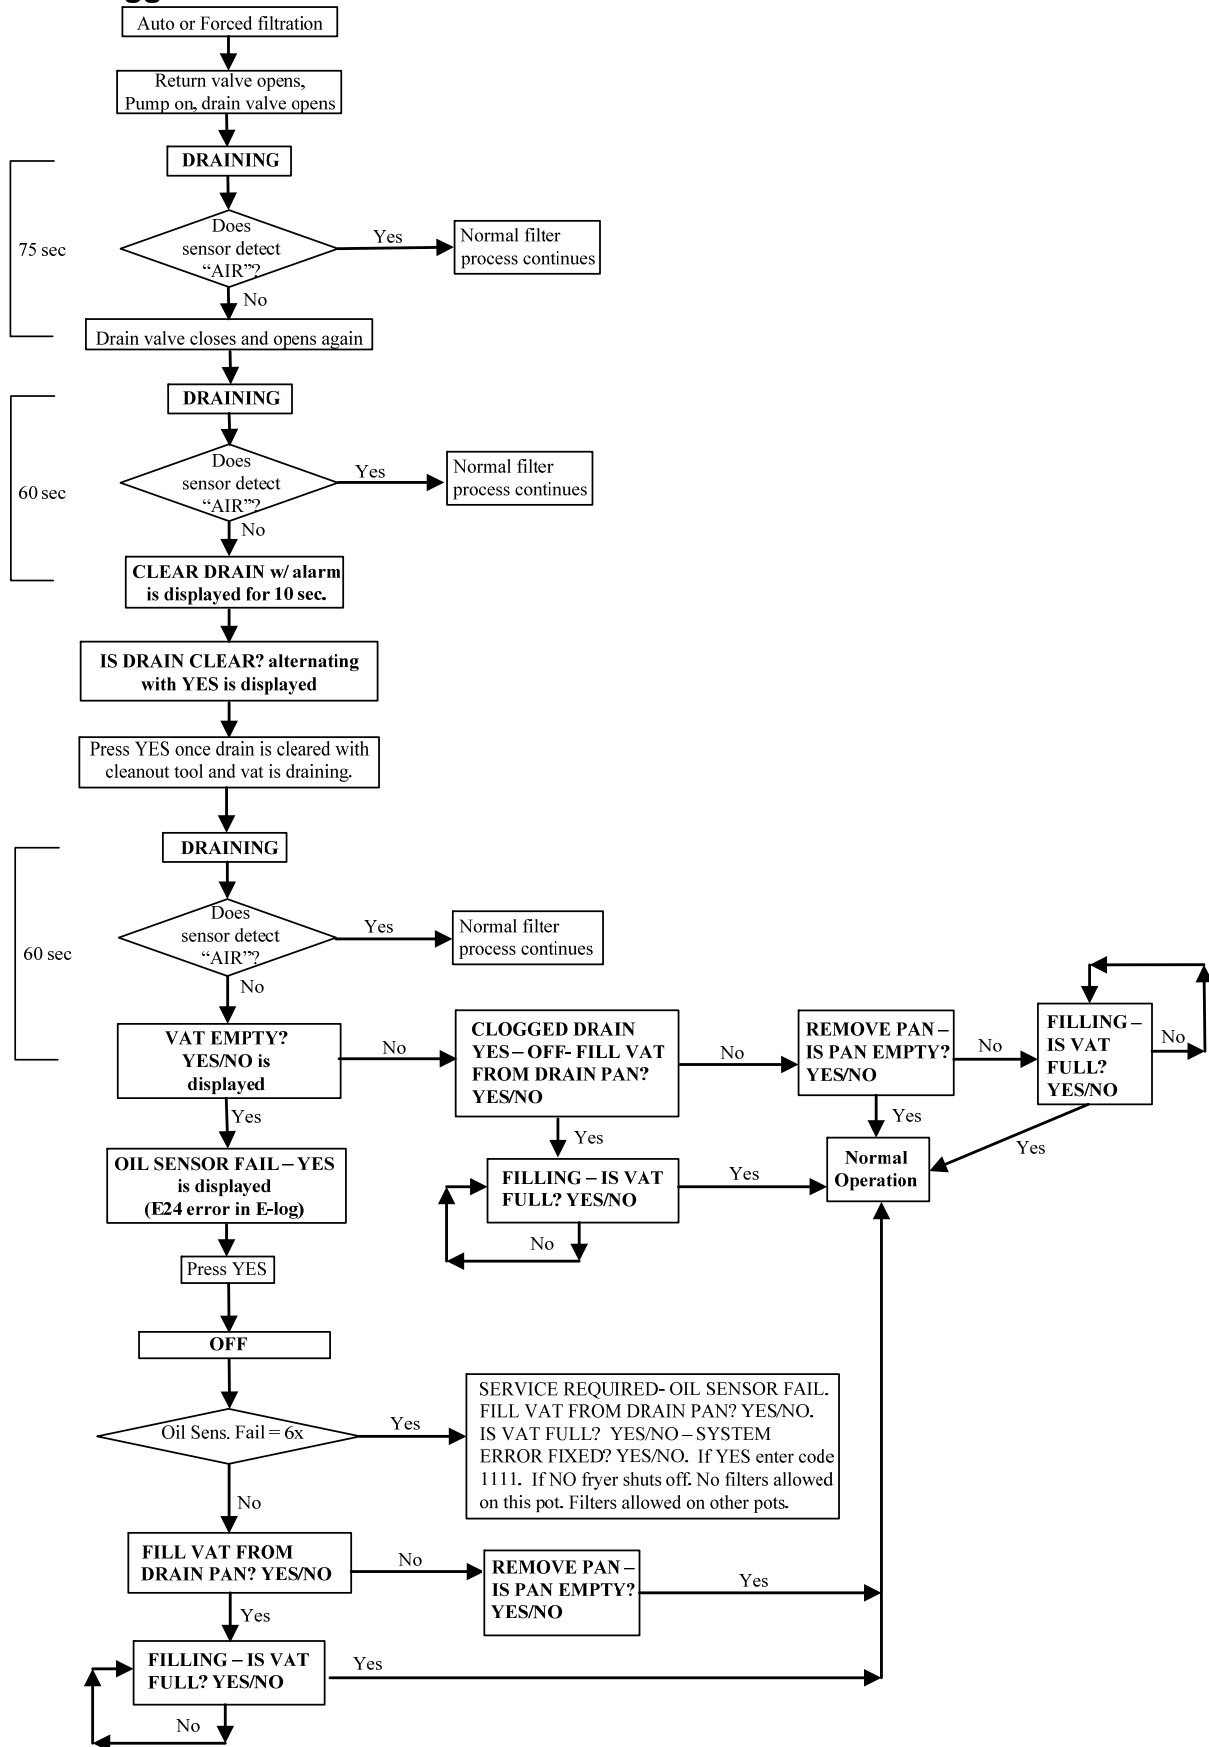 Auto or Forced filtration
Return valve opens,
Pump on, drain valve opens
DRAINING
75 sec
Does
sensor detect
“AIR”?
Yes
Normal filter
process continues
No
Drain valve closes and opens again
DRAINING
60 sec
Does
sensor detect
“AIR”?
Yes
Normal filter
process continues
No
CLEAR DRAIN w/ alarm
is displayed for 10 sec.
IS DRAIN CLEAR? alternating
with YES is displayed
Press YES once drain is cleared with
cleanout tool and vat is draining.
DRAINING
60 sec
Does
sensor detect
“AIR”?
Yes
Normal filter
process continues
No
VAT EMPTY?
YES/NO is
displayed
No
CLOGGED DRAIN
YES – OFF- FILL VAT
FROM DRAIN PAN?
YES/NO
No
REMOVE PAN –
IS PAN EMPTY?
YES/NO
No
FILLING –
IS VAT
FULL?
YES/NO
No
Yes
Yes
Yes
Yes
OIL SENSOR FAIL – YES
is displayed
(E24 error in E-log)
FILLING – IS VAT
FULL? YES/NO
Yes
No
Normal
Operation
Press YES
OFF
Oil Sens. Fail = 6x
Yes
SERVICE REQUIRED- OIL SENSOR FAIL.
FILL VAT FROM DRAIN PAN? YES/NO.
IS VAT FULL? YES/NO – SYSTEM
ERROR FIXED? YES/NO. If YES enter code
1111. If NO fryer shuts off. No filters allowed
on this pot. Filters allowed on other pots.
No
FILL VAT FROM
DRAIN PAN? YES/NO
No
REMOVE PAN –
IS PAN EMPTY?
YES/NO
Yes
Yes
FILLING – IS VAT
FULL? YES/NO
Yes
No